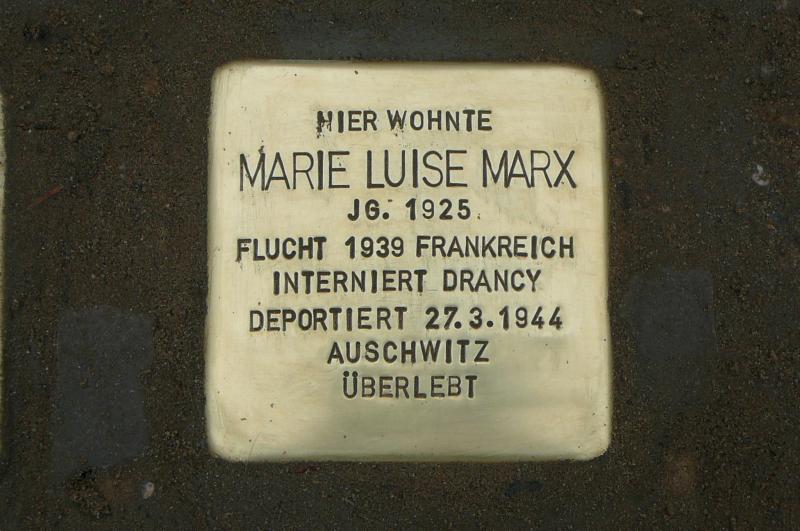 HIER WOHNTE
MARIE LUISE MARX
JG. 1925
FLUCHT 1939 FRANKREICH
INTERNIERT DRANCY
DEPORTIERT 27.3.1944
AUSCHWITZ
ÜBERLEBT